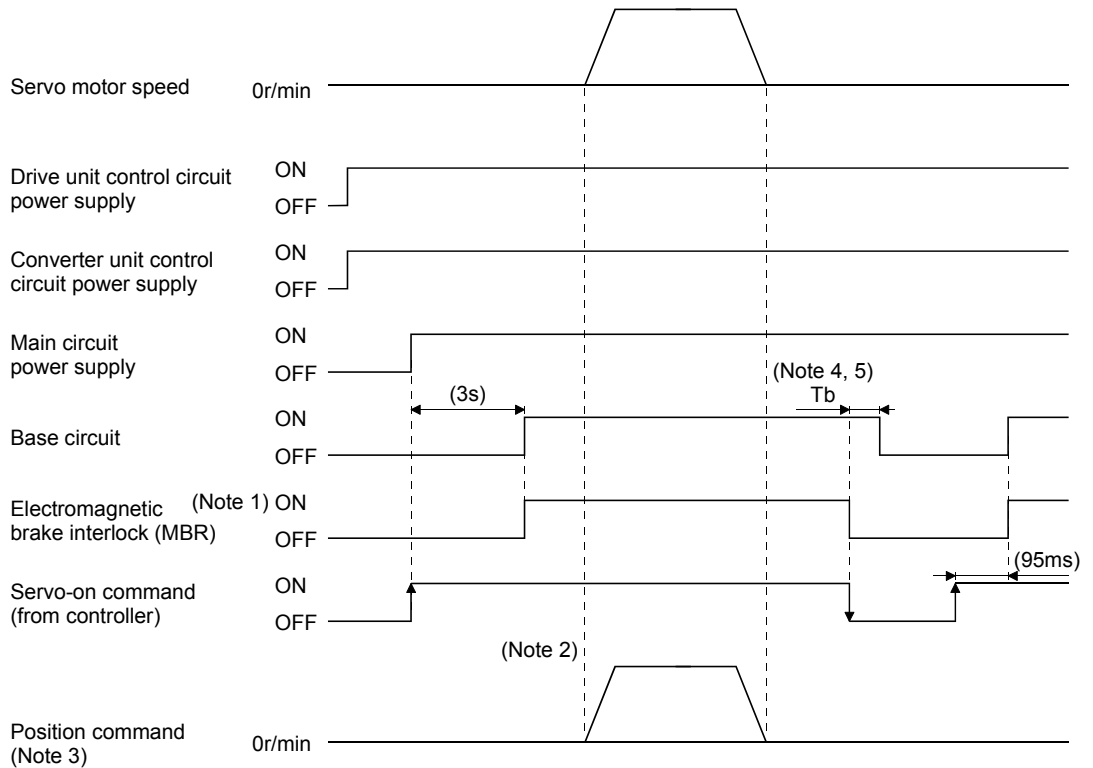 Servo motor speed 0r/min
Drive unit control circuit
power supply
ON
OFF
Converter unit control
circuit power supply
ON
OFF
Main circuit
power supply
ON
OFF
(Note 4, 5)
Tb
(3s)
Base circuit
ON
OFF
Electromagnetic
brake interlock (MBR)
(Note 1) ON
OFF
(95ms)
Servo-on command
(from controller)
ON
OFF
(Note 2)
Position command
(Note 3)
0r/min